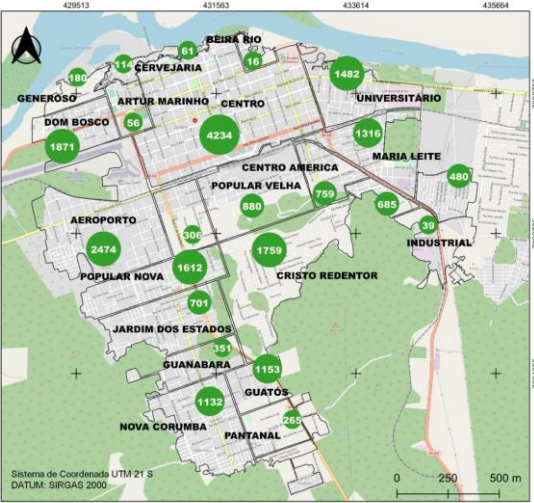 429513 431563 433614 435664
BEIRA RIO
61
114
CERVEJARIA
16
180
1482
GENEROSO
ARTUR MARINHO
CENTRO
UNIVERSITÁRIO
DOM BOSCO
56
4234
1316
1871
MARIA LEITE
CENTRO AMERICA
480
POPULAR VELHA
759
880
685
AEROPORTO
39
306
INDUSTRIAL
2474
1759
1612
POPULAR NOVA
CRISTO REDENTOR
701
JARDIM DOS ESTADOS
351
GUANABARA
1153
GUATÓS
1132
265
NOVA CORUMBA
PANTANAL
Sistema de Coordenada UTM 21 S
DATUM: SIRGAS 2000
0 250 500 m